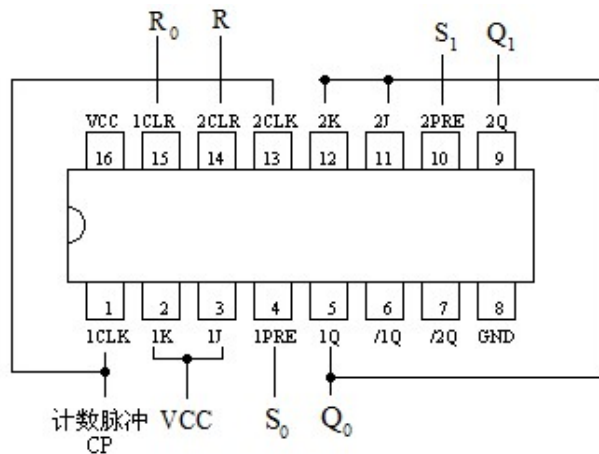 R₀ R S₁ Q₁
VCC 1CLR 2CLR 2CLK 2K 2J 2PRE 2Q
16 15 14 13 12 11 10 9
1 2 3 4 5 6 7 8
1CLK 1K 1J 1PRE 1Q /1Q /2Q GND
计数脉冲 VCC S₀ Q₀
CP